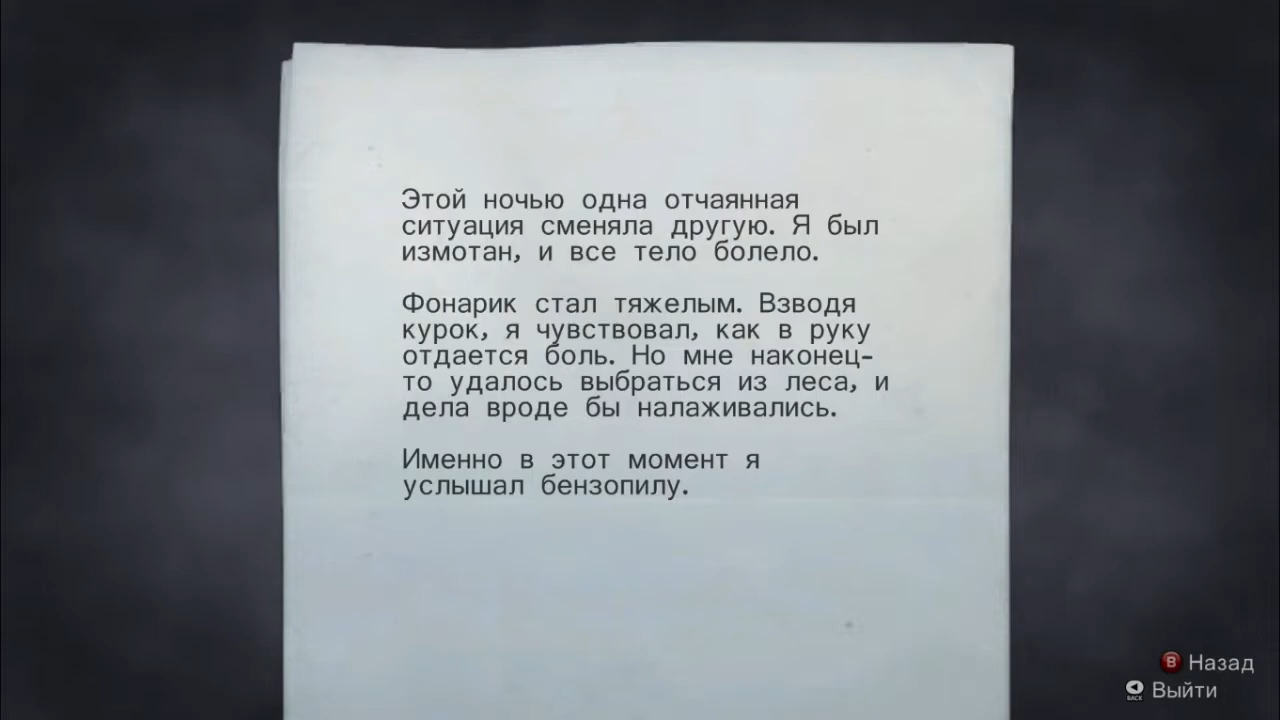 Этой ночью одна отчаянная
ситуация сменяла другую. Я был
измотан, и все тело болело.
Фонарик стал тяжелым. Взводя
курок, я чувствовал, как в руку
отдается боль. Но мне наконец-
то удалось выбраться из леса, и
дела вроде бы налаживались.
Именно в этот момент я
услышал бензопилу.
B Назад
BACK Выйти